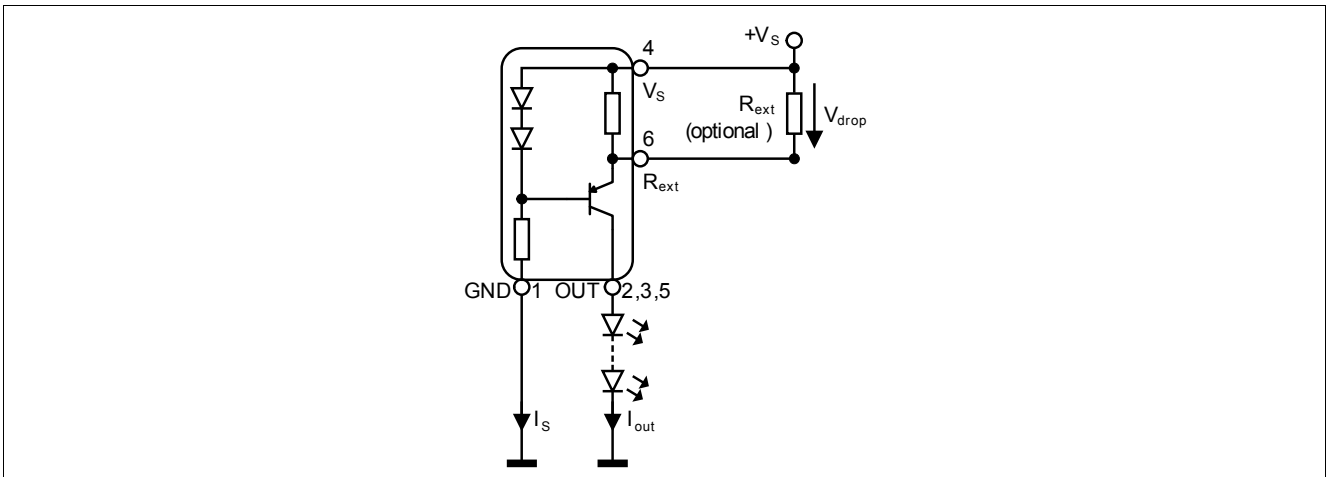 +VS
4
VS
Rext
(optional )
Vdrop
6
Rext
GND 1 OUT 2,3,5
IS
Iout